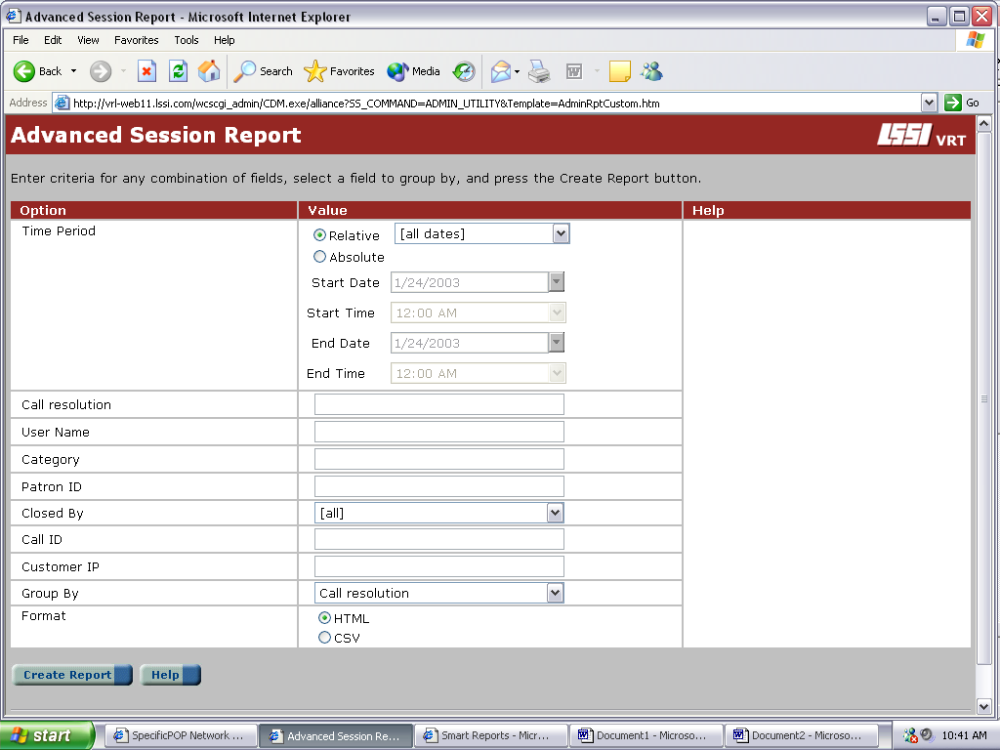 Advanced Session Report - Microsoft Internet Explorer
File Edit View Favorites Tools Help
Back Search Favorites Media
Address http://vrl-web11.lssi.com/wcscgi_admin/CDM.exe/alliance?SS_COMMAND=ADMIN_UTILITY&Template=AdminRptCustom.htm Go
Advanced Session Report LSSI VRT
Enter criteria for any combination of fields, select a field to group by, and press the Create Report button.
Option Value Help
Time Period
Relative [all dates]
Absolute
Start Date 1/24/2003
Start Time 12:00 AM
End Date 1/24/2003
End Time 12:00 AM
Call resolution
User Name
Category
Patron ID
Closed By [all]
Call ID
Customer IP
Group By Call resolution
Format
HTML
CSV
Create Report Help
start SpecificPOP Network ... Advanced Session Re... Smart Reports - Micr... Document1 - Microso... Document2 - Microso... 10:41 AM